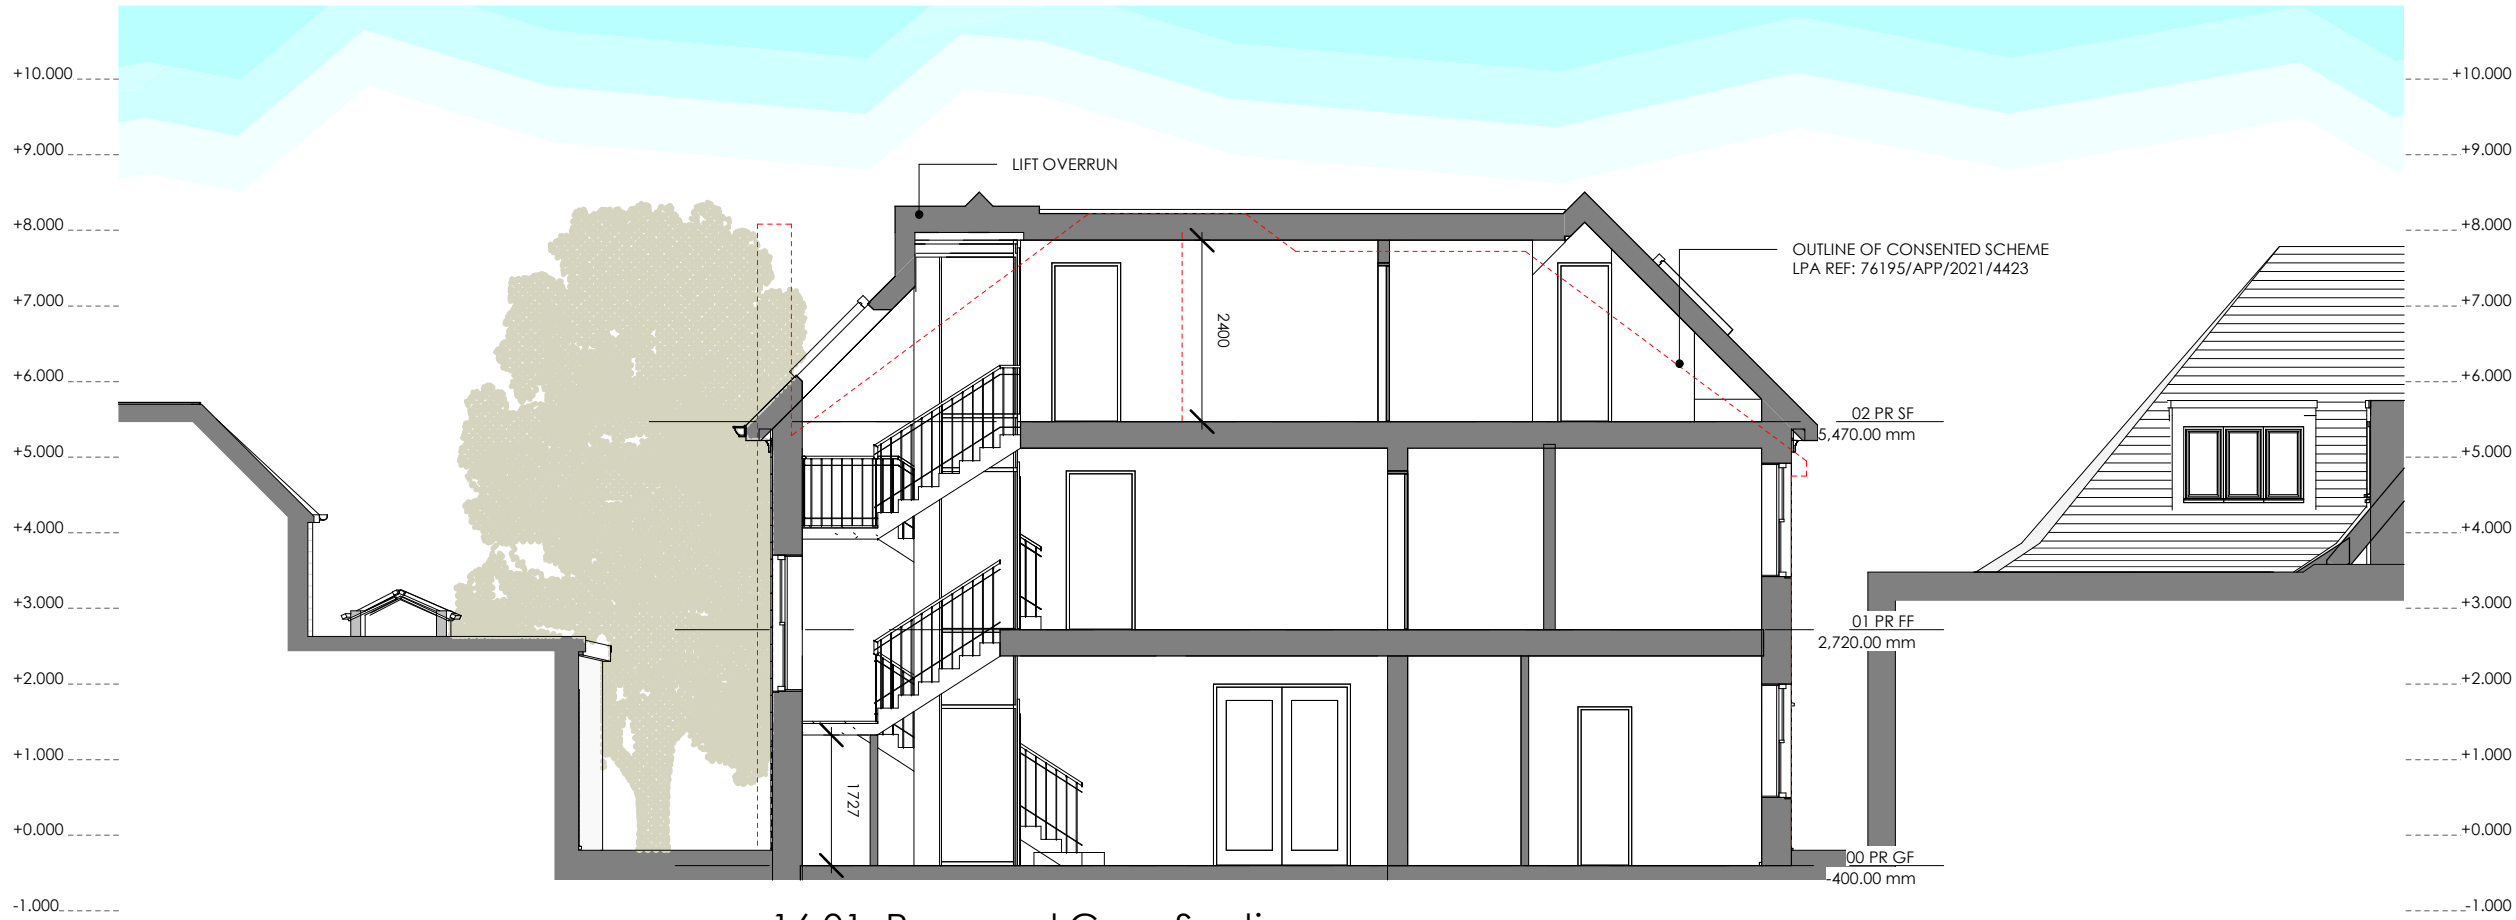 +10.000
+9.000
+8.000
+7.000
+6.000
+5.000
+4.000
+3.000
+2.000
+1.000
+0.000
-1.000
LIFT OVERRUN
OUTLINE OF CONSENTED SCHEME
LPA REF: 76195/APP/2021/4423
2400
1727
02 PR SF
5,470.00 mm
01 PR FF
2,720.00 mm
00 PR GF
-400.00 mm
+10.000
+9.000
+8.000
+7.000
+6.000
+5.000
+4.000
+3.000
+2.000
+1.000
+0.000
-1.000